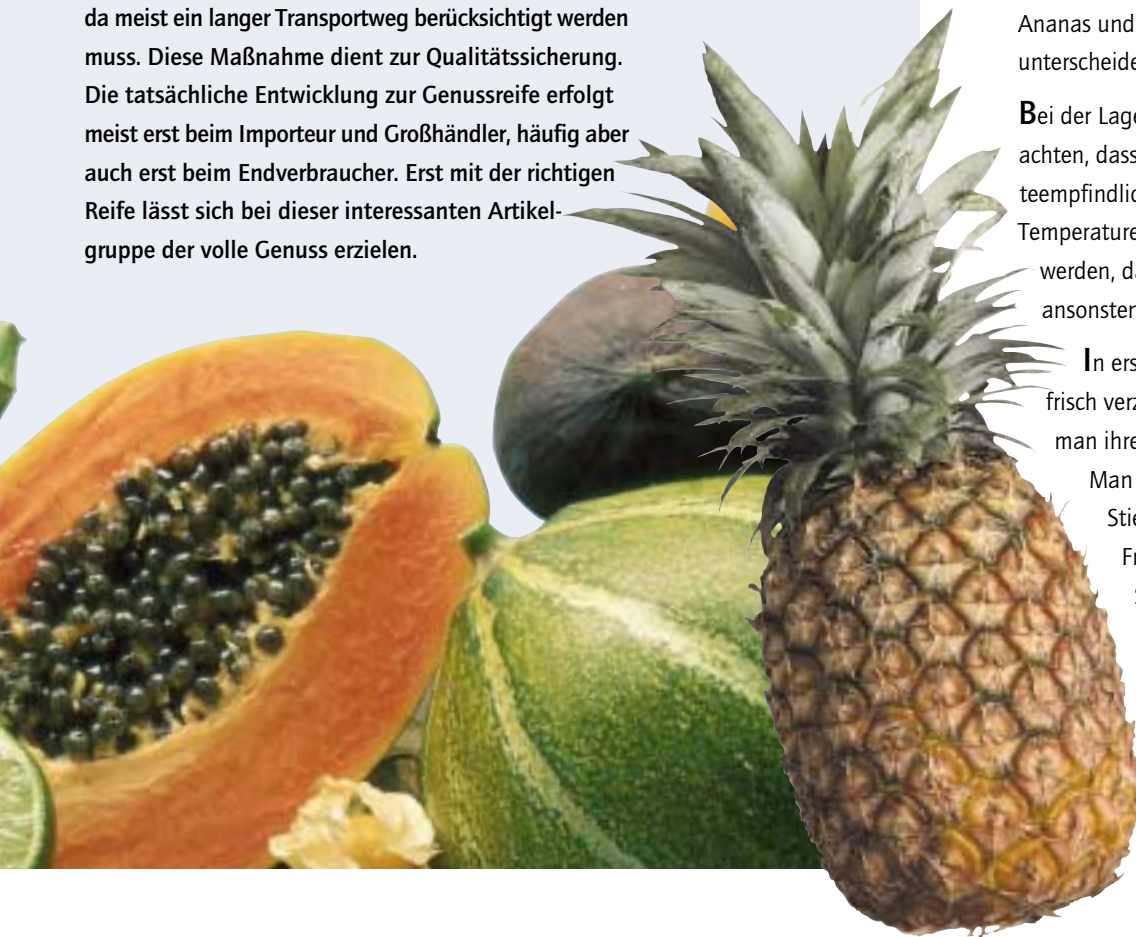 da meist ein langer Transportweg berücksichtigt werden
muss. Diese Maßnahme dient zur Qualitätssicherung.
Die tatsächliche Entwicklung zur Genussreife erfolgt
meist erst beim Importeur und Großhändler, häufig aber
auch erst beim Endverbraucher. Erst mit der richtigen
Reife lässt sich bei dieser interessanten Artikel-
gruppe der volle Genuss erzielen.
Ananas und
unterscheide
Bei der Lage
achten, dass
teempfindlic
Temperature
werden, da
ansonsten
In ers
frisch verz
man ihre
Man
Stie
Fr